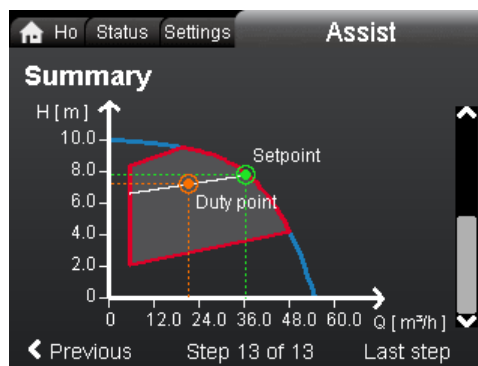 Ho Status Settings Assist
Summary
H [ m ]
10.0
8.0
6.0
4.0
2.0
0
Setpoint
Duty point
0 12.0 24.0 36.0 48.0 60.0 Q [ m³/h ]
Previous Step 13 of 13 Last step